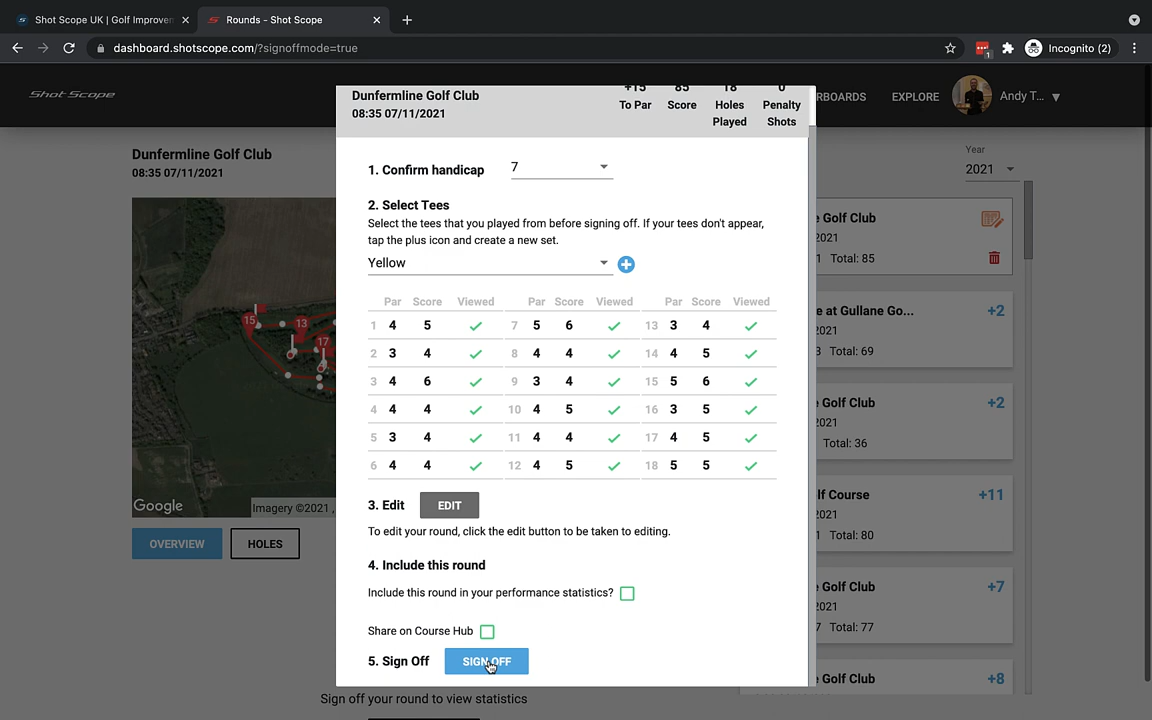 Shot Scope UK | Golf Improvem
Rounds - Shot Scope
dashboard.shotscope.com/?signoffmode=true
1
Incognito (2)
Shot Scope
RBOARDS
EXPLORE
Andy T...
Dunfermline Golf Club
08:35 07/11/2021
Year
2021
Google
Imagery ©2021 ,
15
13
17
OVERVIEW
HOLES
Sign off your round to view statistics
Dunfermline Golf Club
08:35 07/11/2021
+15 85 18 0
To Par Score Holes Played Penalty Shots
1. Confirm handicap 7
2. Select Tees
Select the tees that you played from before signing off. If your tees don't appear,
tap the plus icon and create a new set.
Yellow
Par Score Viewed Par Score Viewed Par Score Viewed
1 4 5 7 5 6 13 3 4
2 3 4 8 4 4 14 4 5
3 4 6 9 3 4 15 5 6
4 4 4 10 4 5 16 3 5
5 3 4 11 4 4 17 4 5
6 4 4 12 4 5 18 5 5
3. Edit EDIT
To edit your round, click the edit button to be taken to editing.
4. Include this round
Include this round in your performance statistics?
Share on Course Hub
5. Sign Off SIGN OFF
e Golf Club
2021
1 Total: 85
e at Gullane Go... +2
2021
3 Total: 69
e Golf Club +2
2021
Total: 36
lf Course +11
2021
1 Total: 80
e Golf Club +7
2021
7 Total: 77
e Golf Club +8